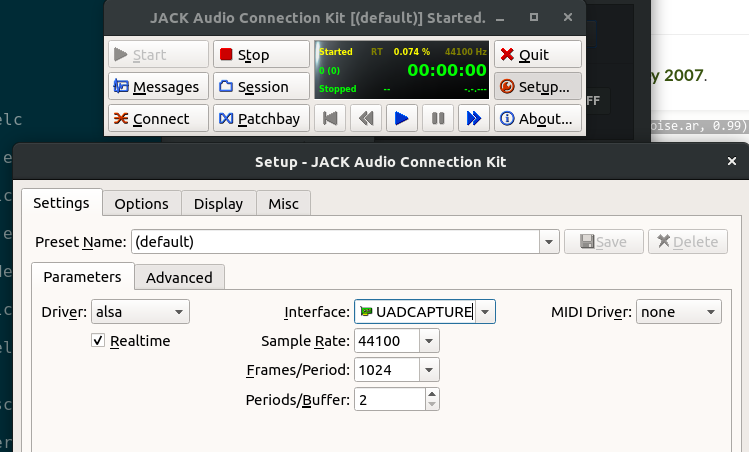 JACK Audio Connection Kit [(default)] Started.
Start Stop Started RT 0.074 % 44100 Hz Quit
0 (0) 00:00:00
Messages Session Stopped -- -.-.--- Setup...
Connect Patchbay About...
y 2007.
FF
oise.ar, 0.99)
elc
Setup - JACK Audio Connection Kit
Settings Options Display Misc
Preset Name: (default) Save Delete
Parameters Advanced
Driver: alsa Interface: UADCAPTURE MIDI Driver: none
Realtime Sample Rate: 44100
Frames/Period: 1024
Periods/Buffer: 2